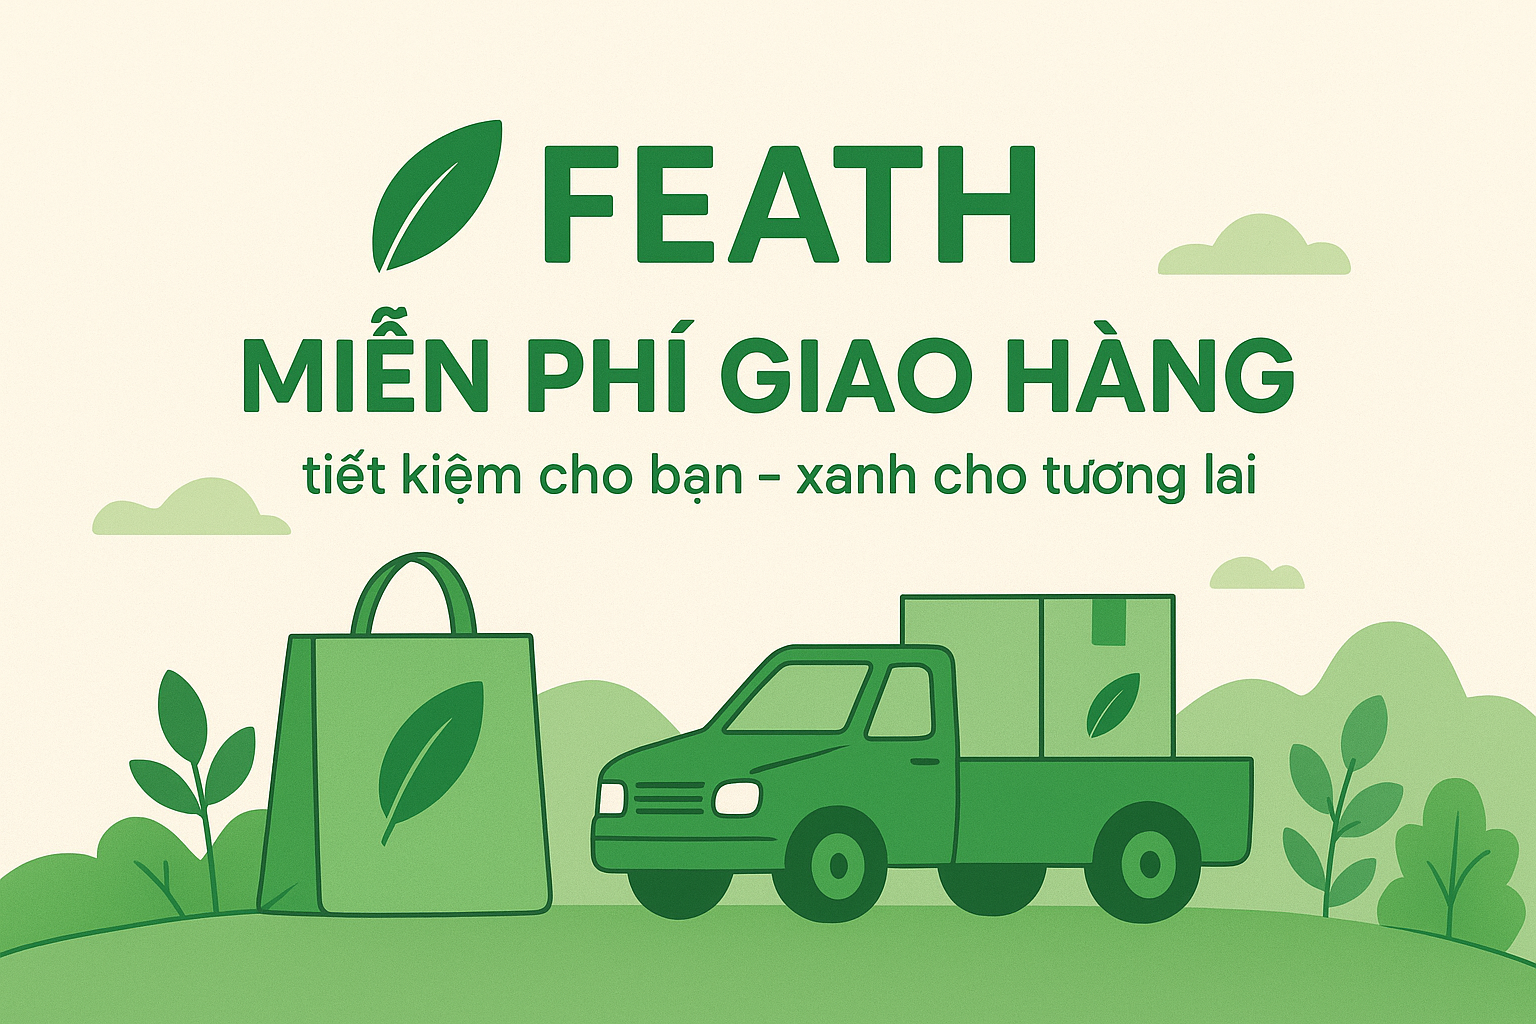 FEATH
MIỄN PHÍ GIAO HÀNG
tiết kiệm cho bạn – xanh cho tương lai